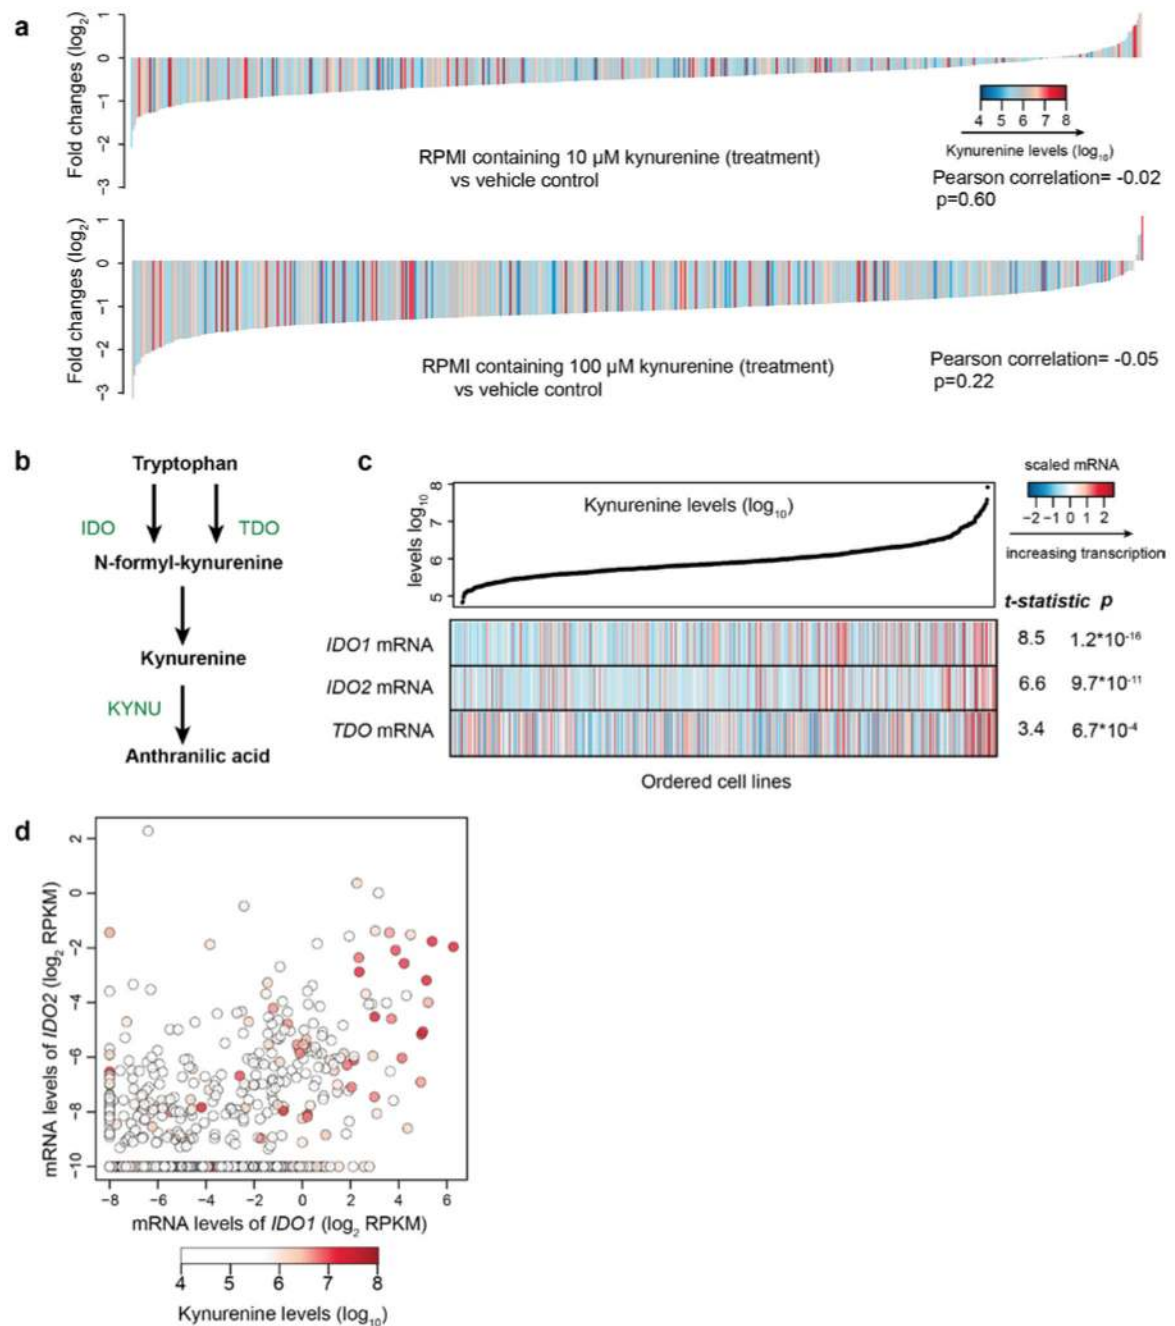 a
Fold changes (log2)
1
0
−1
−2
−3
RPMI containing 10 µM kynurenine (treatment)
vs vehicle control
4 5 6 7 8
Kynurenine levels (log10)
Pearson correlation= -0.02
p=0.60
Fold changes (log2)
1
0
−1
−2
−3
RPMI containing 100 µM kynurenine (treatment)
vs vehicle control
Pearson correlation= -0.05
p=0.22
b
Tryptophan
IDO TDO
N-formyl-kynurenine
Kynurenine
KYNU
Anthranilic acid
c
levels log10
8
7
6
5
Kynurenine levels (log10)
scaled mRNA
−2 −1 0 1 2
increasing transcription
t-statistic p
IDO1 mRNA 8.5 1.2*10-16
IDO2 mRNA 6.6 9.7*10-11
TDO mRNA 3.4 6.7*10-4
Ordered cell lines
d
mRNA levels of IDO2 (log2 RPKM)
2
0
−2
−4
−6
−8
−10
−8 −6 −4 −2 0 2 4 6
mRNA levels of IDO1 (log2 RPKM)
4 5 6 7 8
Kynurenine levels (log10)